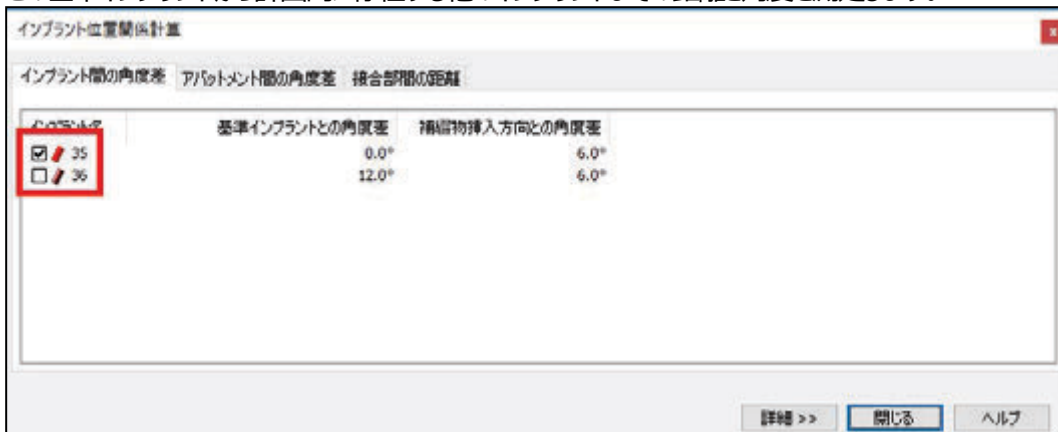 インプラント位置関係計算
インプラント間の角度差 アバットメント間の角度差 接合部間の距離
インプラント名 基準インプラントとの角度差 補綴物挿入方向との角度差
35 0.0° 6.0°
36 12.0° 6.0°
詳細 >> 閉じる ヘルプ